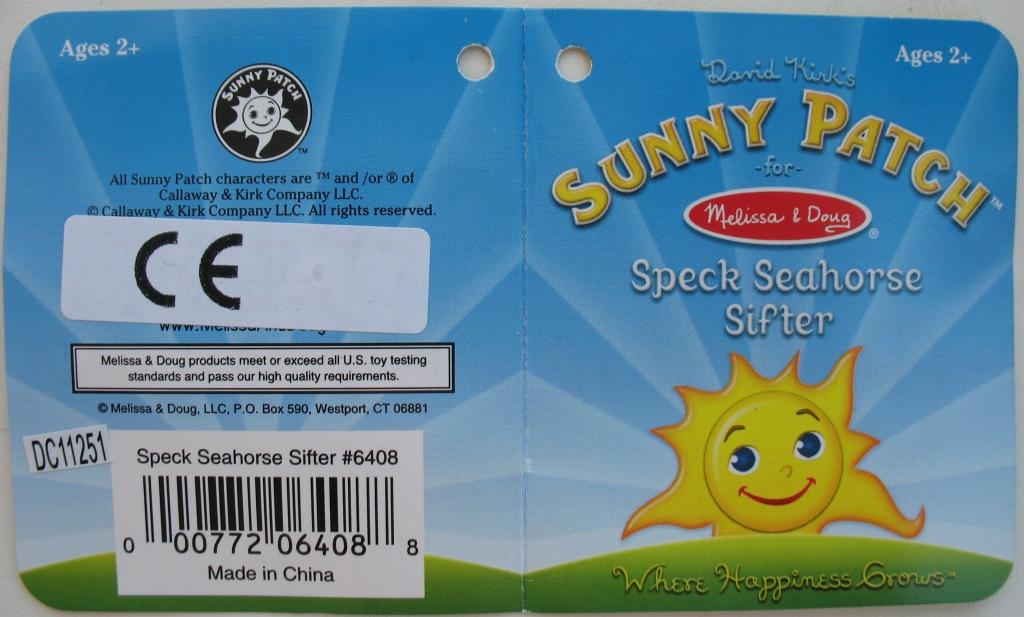 Ages 2+
SUNNY PATCH
TM
All Sunny Patch characters are ™ and /or ® of
Callaway & Kirk Company LLC.
© Callaway & Kirk Company LLC. All rights reserved.
CE
Melissa & Doug products meet or exceed all U.S. toy testing
standards and pass our high quality requirements.
© Melissa & Doug, LLC, P.O. Box 590, Westport, CT 06881
DC11251
Speck Seahorse Sifter #6408
0 00772 06408 8
Made in China
Ages 2+
David Kirk's
SUNNY PATCH™
-for-
Melissa & Doug®
Speck Seahorse
Sifter
Where Happiness Grows™